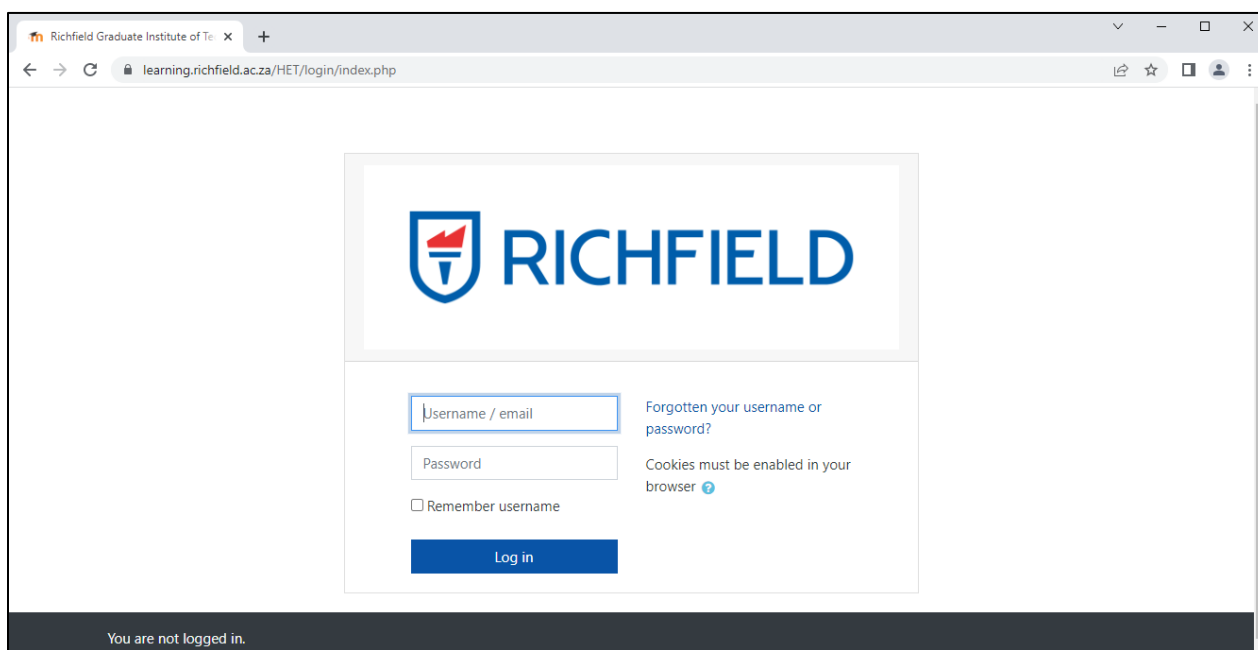 Richfield Graduate Institute of Te
learning.richfield.ac.za/HET/login/index.php
RICHFIELD
Username / email
Forgotten your username or
password?
Password
Cookies must be enabled in your
browser
Remember username
Log in
You are not logged in.